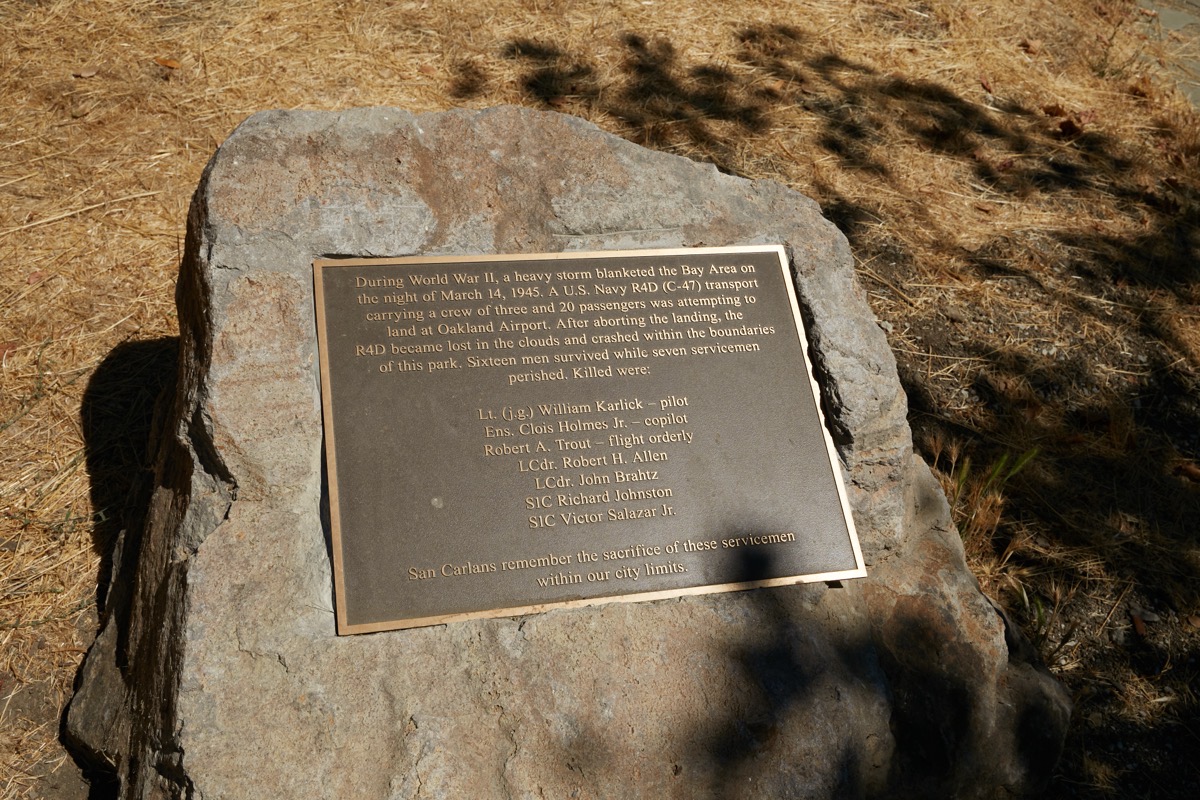 During World War II, a heavy storm blanketed the Bay Area on
the night of March 14, 1945. A U.S. Navy R4D (C-47) transport
carrying a crew of three and 20 passengers was attempting to
land at Oakland Airport. After aborting the landing, the
R4D became lost in the clouds and crashed within the boundaries
of this park. Sixteen men survived while seven servicemen
perished. Killed were:
Lt. (j.g.) William Karlick – pilot
Ens. Clois Holmes Jr. – copilot
Robert A. Trout – flight orderly
LCdr. Robert H. Allen
LCdr. John Brahtz
S1C Richard Johnston
S1C Victor Salazar Jr.
San Carlans remember the sacrifice of these servicemen
within our city limits.